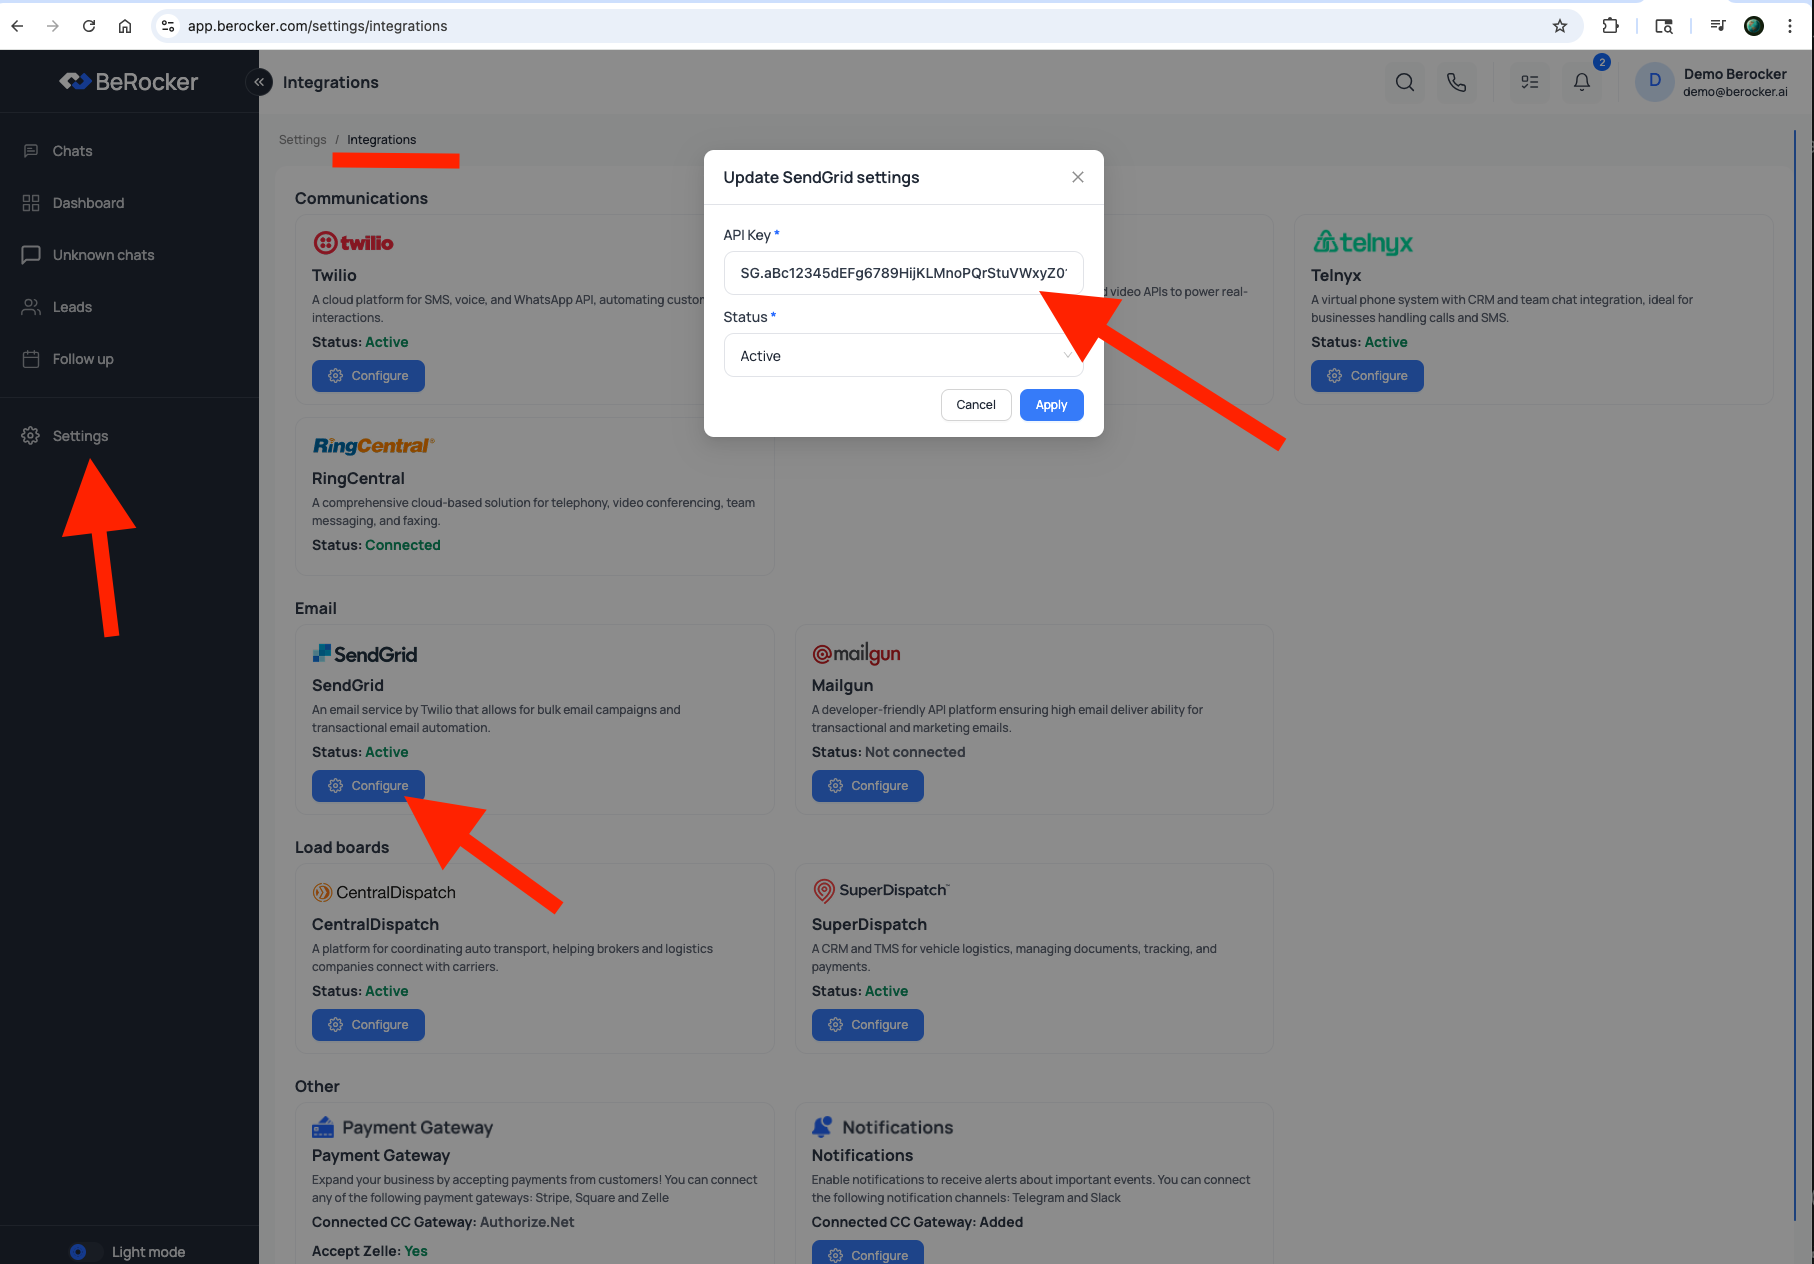 app.berocker.com/settings/integrations
BeRocker
Integrations
2
D
Demo Berocker
demo@berocker.ai
Chats
Dashboard
Unknown chats
Leads
Follow up
Settings
Light mode
Settings / Integrations
Communications
twilio
Twilio
A cloud platform for SMS, voice, and WhatsApp API, automating custor
interactions.
Status: Active
Configure
d video APIs to power real-
telnyx
Telnyx
A virtual phone system with CRM and team chat integration, ideal for
businesses handling calls and SMS.
Status: Active
Configure
RingCentral®
RingCentral
A comprehensive cloud-based solution for telephony, video conferencing, team
messaging, and faxing.
Status: Connected
Update SendGrid settings
API Key *
SG.aBc12345dEFg6789HijKLMnoPQrStuVWxyZ0
Status *
Active
Cancel
Apply
Email
SendGrid
SendGrid
An email service by Twilio that allows for bulk email campaigns and
transactional email automation.
Status: Active
Configure
mailgun
Mailgun
A developer-friendly API platform ensuring high email deliver ability for
transactional and marketing emails.
Status: Not connected
Configure
Load boards
CentralDispatch
CentralDispatch
A platform for coordinating auto transport, helping brokers and logistics
companies connect with carriers.
Status: Active
Configure
SuperDispatch™
SuperDispatch
A CRM and TMS for vehicle logistics, managing documents, tracking, and
payments.
Status: Active
Configure
Other
Payment Gateway
Payment Gateway
Expand your business by accepting payments from customers! You can connect
any of the following payment gateways: Stripe, Square and Zelle
Connected CC Gateway: Authorize.Net
Accept Zelle: Yes
Notifications
Notifications
Enable notifications to receive alerts about important events. You can connect
the following notification channels: Telegram and Slack
Connected CC Gateway: Added
Configure